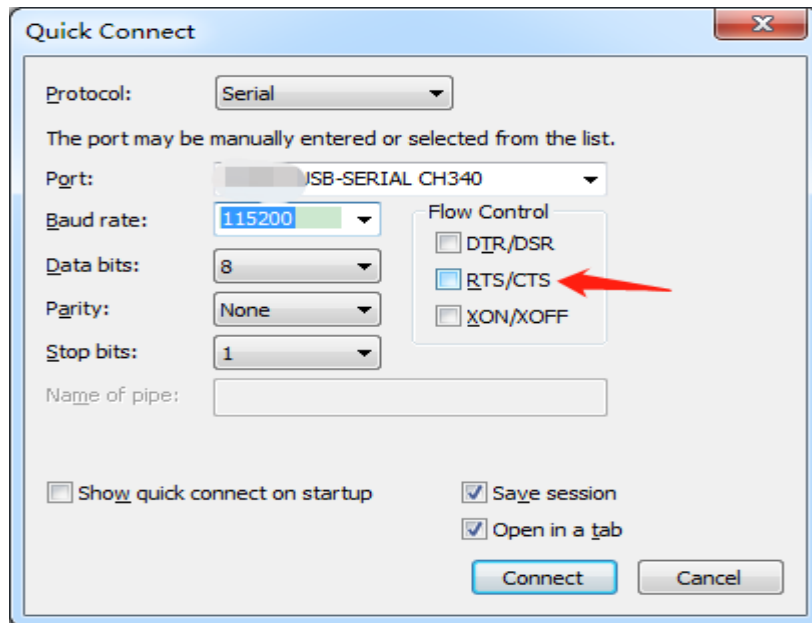 Quick Connect
Protocol: Serial
The port may be manually entered or selected from the list.
Port: USB-SERIAL CH340
Baud rate: 115200
Flow Control
DTR/DSR
Data bits: 8
RTS/CTS
Parity: None
XON/XOFF
Stop bits: 1
Name of pipe:
Show quick connect on startup
Save session
Open in a tab
Connect
Cancel